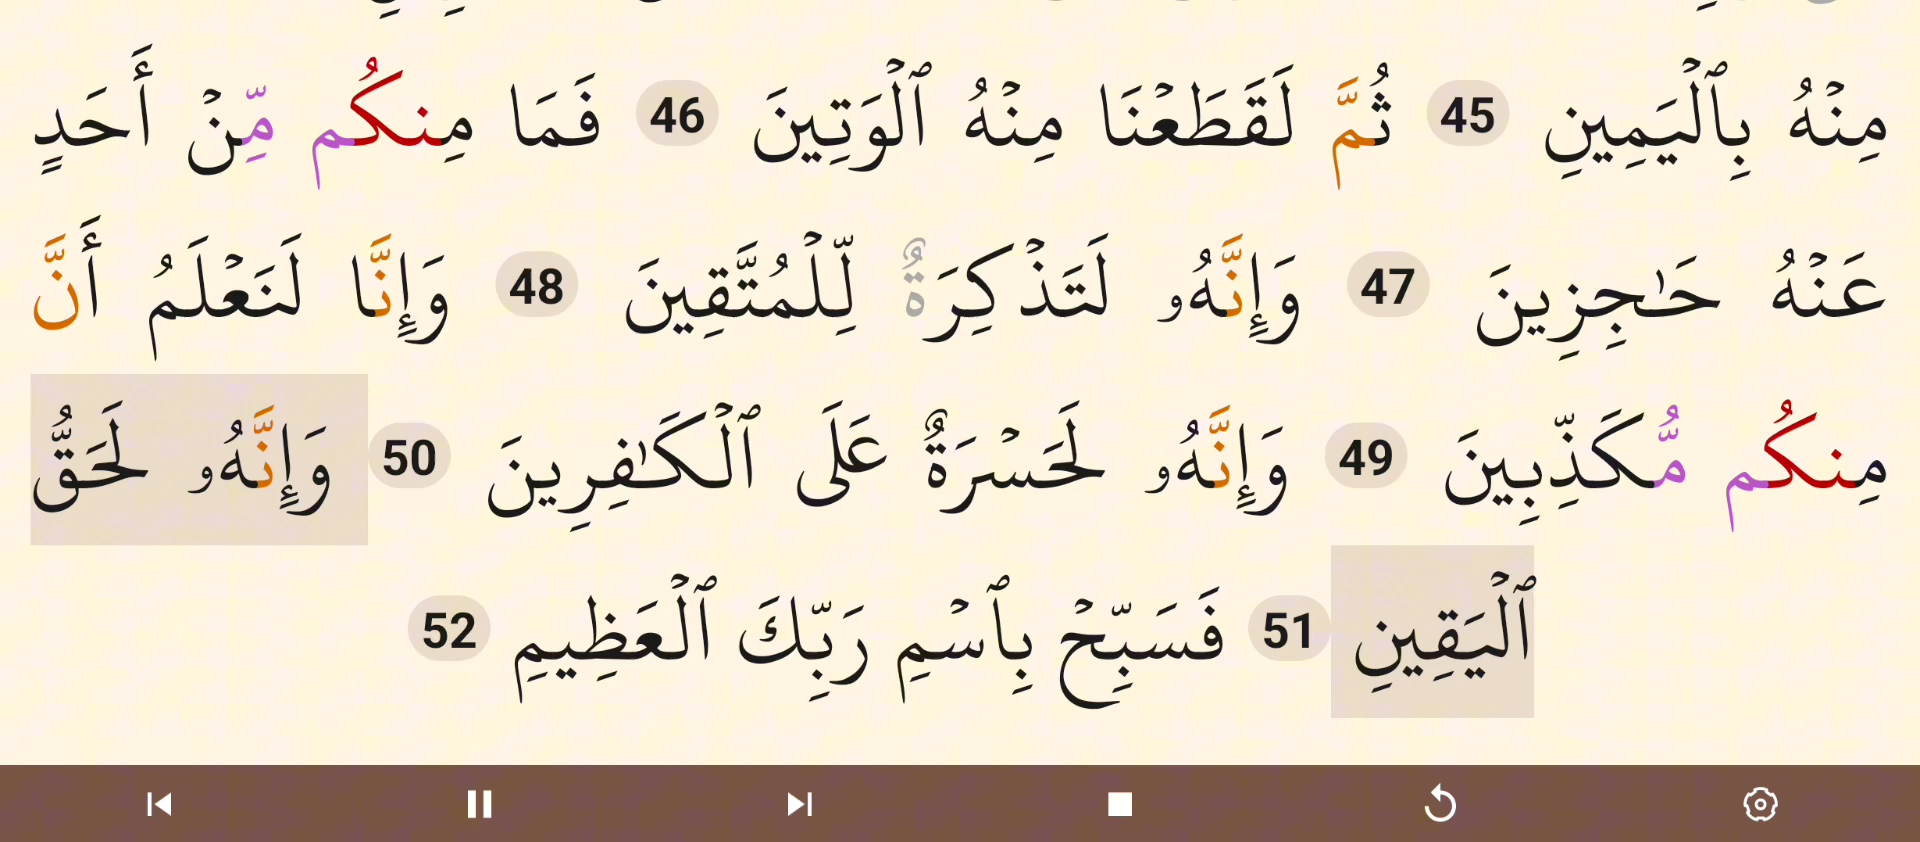 مِنْهُ بِٱلْيَمِينِ 45 ثُمَّ لَقَطَعْنَا مِنْهُ ٱلْوَتِينَ 46 فَمَا مِنكُم مِّنْ أَحَدٍ
عَنْهُ حَـٰجِزِينَ 47 وَإِنَّهُۥ لَتَذْكِرَةٌ لِّلْمُتَّقِينَ 48 وَإِنَّا لَنَعْلَمُ أَنَّ
مِنكُم مُّكَذِّبِينَ 49 وَإِنَّهُۥ لَحَسْرَةٌ عَلَى ٱلْكَـٰفِرِينَ 50 وَإِنَّهُۥ لَحَقُّ
ٱلْيَقِينِ 51 فَسَبِّحْ بِٱسْمِ رَبِّكَ ٱلْعَظِيمِ 52